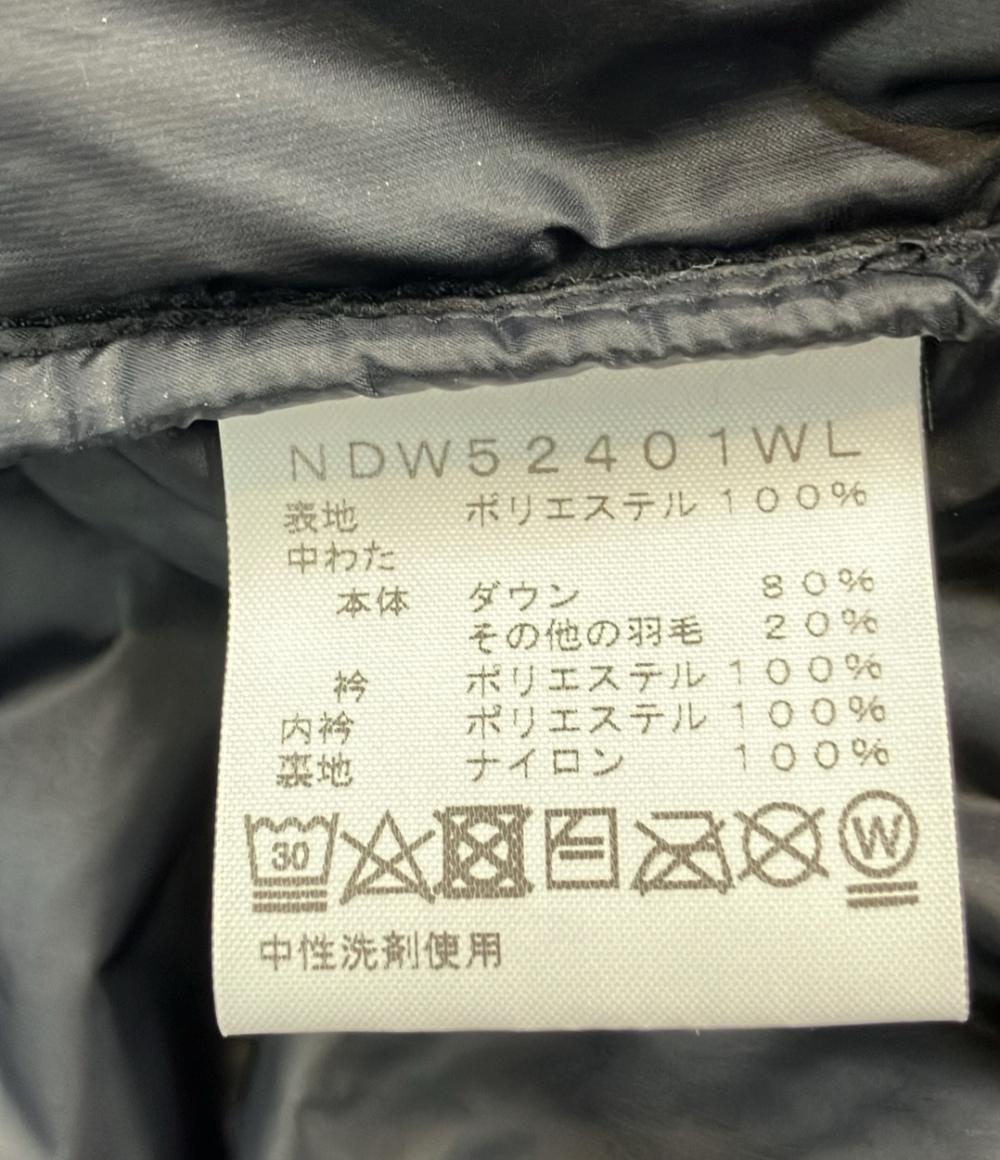 NDW52401WL
表地 ポリエステル 100%
中わた
本体 ダウン 80%
その他の羽毛 20%
衿 ポリエステル 100%
内衿 ポリエステル 100%
裏地 ナイロン 100%
30 W
中性洗剤使用